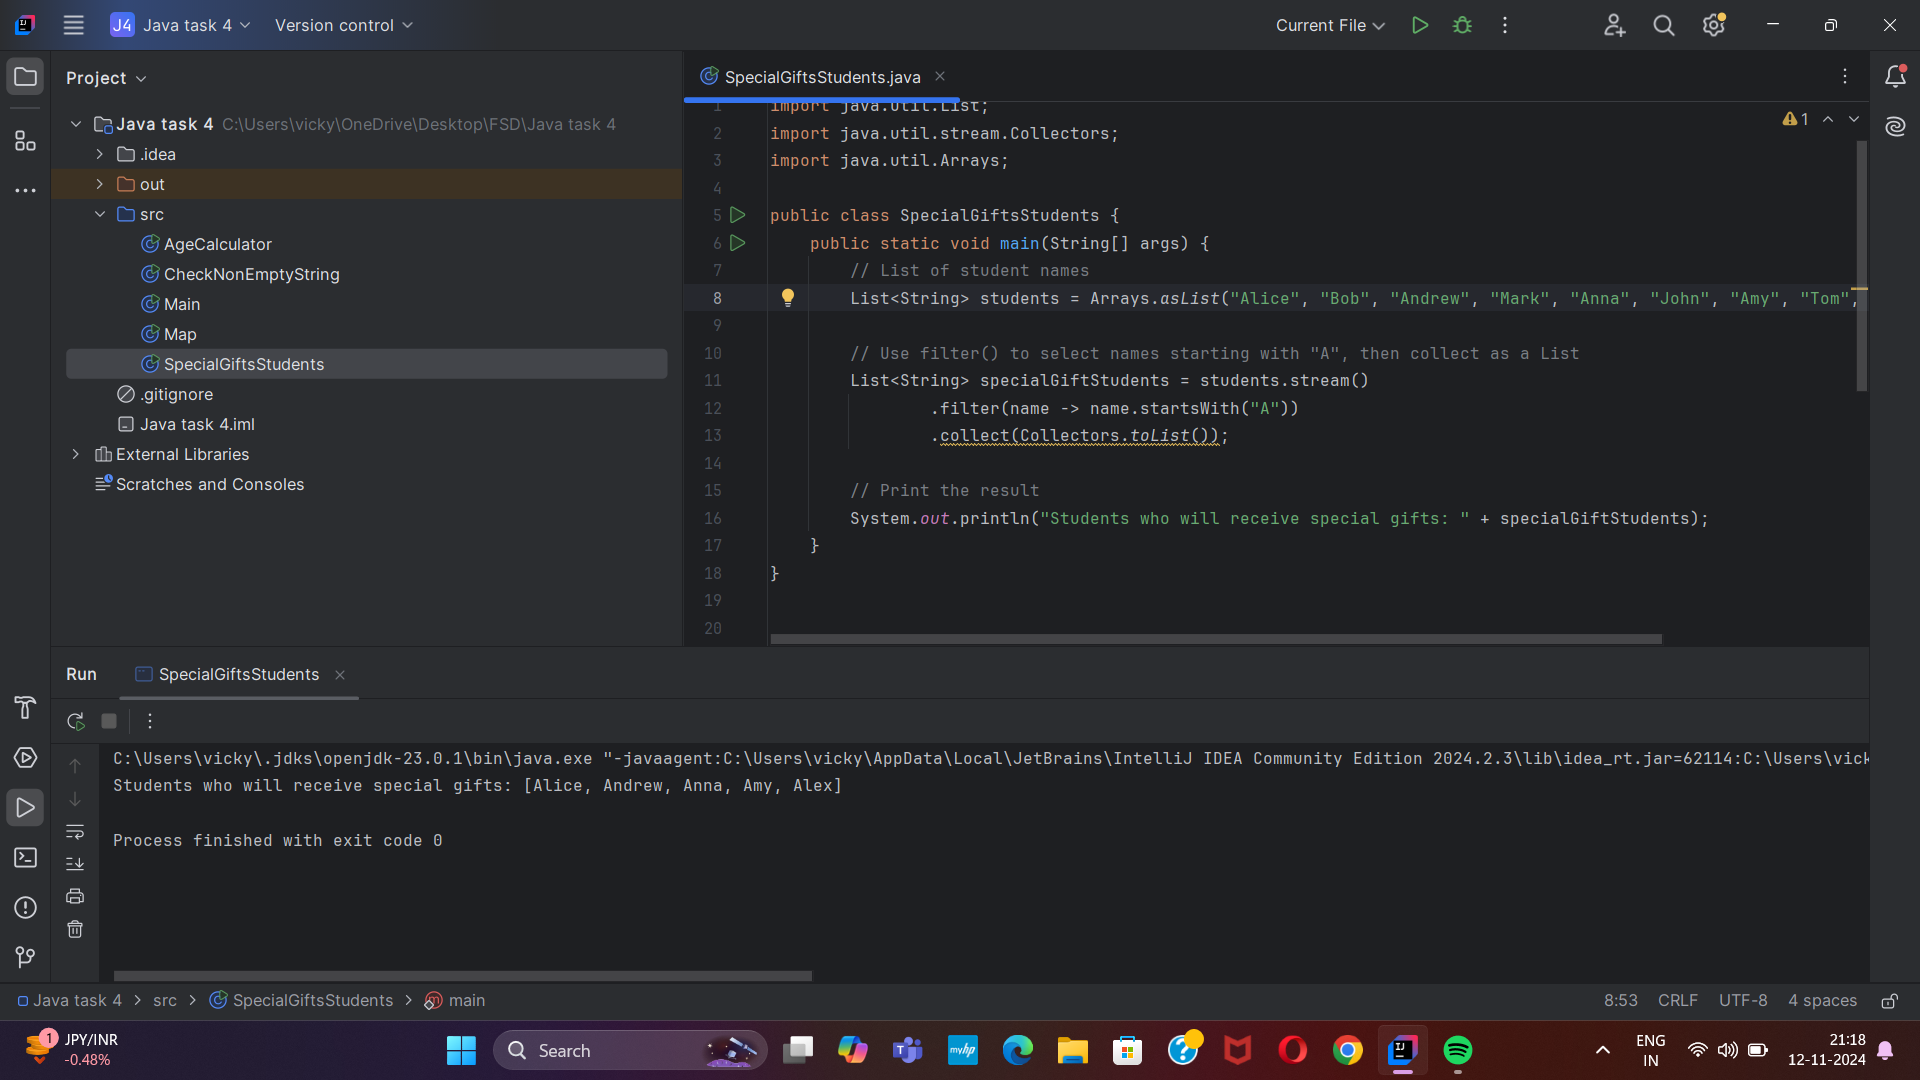 J4 Java task 4 Version control Current File
Project
SpecialGiftsStudents.java
Java task 4 C:\Users\vicky\OneDrive\Desktop\FSD\Java task 4
.idea
out
src
AgeCalculator
CheckNonEmptyString
Main
Map
SpecialGiftsStudents
.gitignore
Java task 4.iml
External Libraries
Scratches and Consoles
1
1 import java.util.List;
2 import java.util.stream.Collectors;
3 import java.util.Arrays;
4
5 public class SpecialGiftsStudents {
6 public static void main(String[] args) {
7 // List of student names
8 List<String> students = Arrays.asList("Alice", "Bob", "Andrew", "Mark", "Anna", "John", "Amy", "Tom",
9
10 // Use filter() to select names starting with "A", then collect as a List
11 List<String> specialGiftStudents = students.stream()
12 .filter(name -> name.startsWith("A"))
13 .collect(Collectors.toList());
14
15 // Print the result
16 System.out.println("Students who will receive special gifts: " + specialGiftStudents);
17 }
18 }
19
20
Run SpecialGiftsStudents
C:\Users\vicky\.jdks\openjdk-23.0.1\bin\java.exe "-javaagent:C:\Users\vicky\AppData\Local\JetBrains\IntelliJ IDEA Community Edition 2024.2.3\lib\idea_rt.jar=62114:C:\Users\vick
Students who will receive special gifts: [Alice, Andrew, Anna, Amy, Alex]
Process finished with exit code 0
Java task 4 > src > SpecialGiftsStudents > main 8:53 CRLF UTF-8 4 spaces
1 JPY/INR
-0.48%
Search
myhp
ENG
IN
21:18
12-11-2024